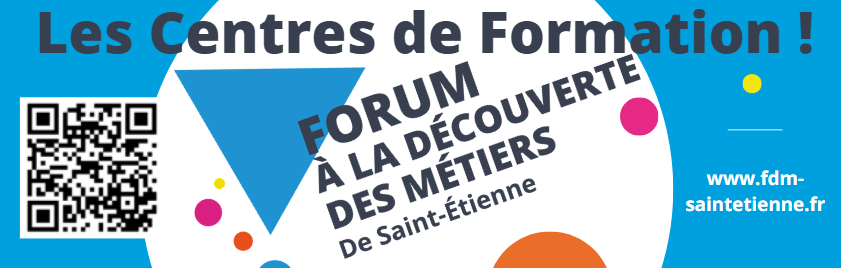 Les Centres de Formation !
FORUM
À LA DÉCOUVERTE
DES MÉTIERS
De Saint-Étienne
www.fdm-
saintetienne.fr